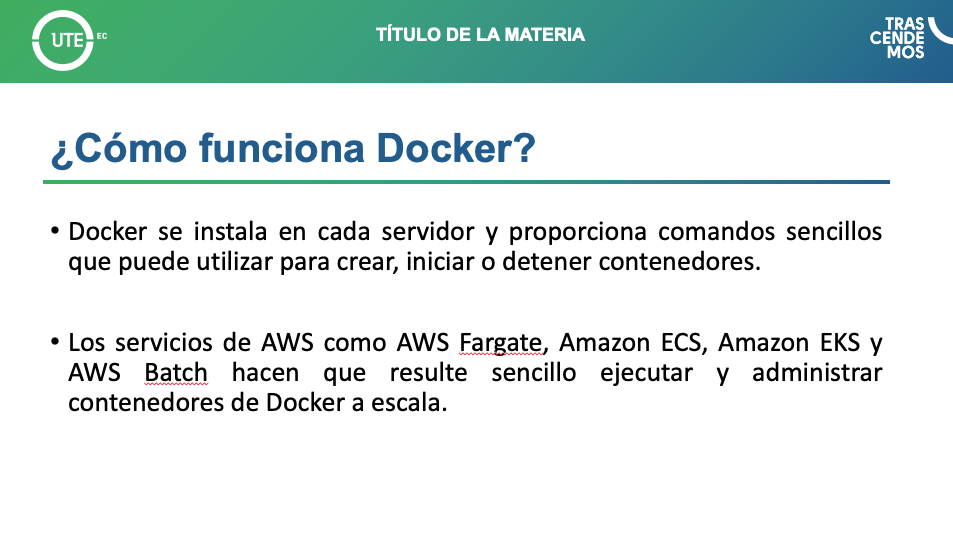 UTE EC
TÍTULO DE LA MATERIA
TRAS
CENDE
MOS
¿Cómo funciona Docker?
• Docker se instala en cada servidor y proporciona comandos sencillos
que puede utilizar para crear, iniciar o detener contenedores.
• Los servicios de AWS como AWS Fargate, Amazon ECS, Amazon EKS y
AWS Batch hacen que resulte sencillo ejecutar y administrar
contenedores de Docker a escala.